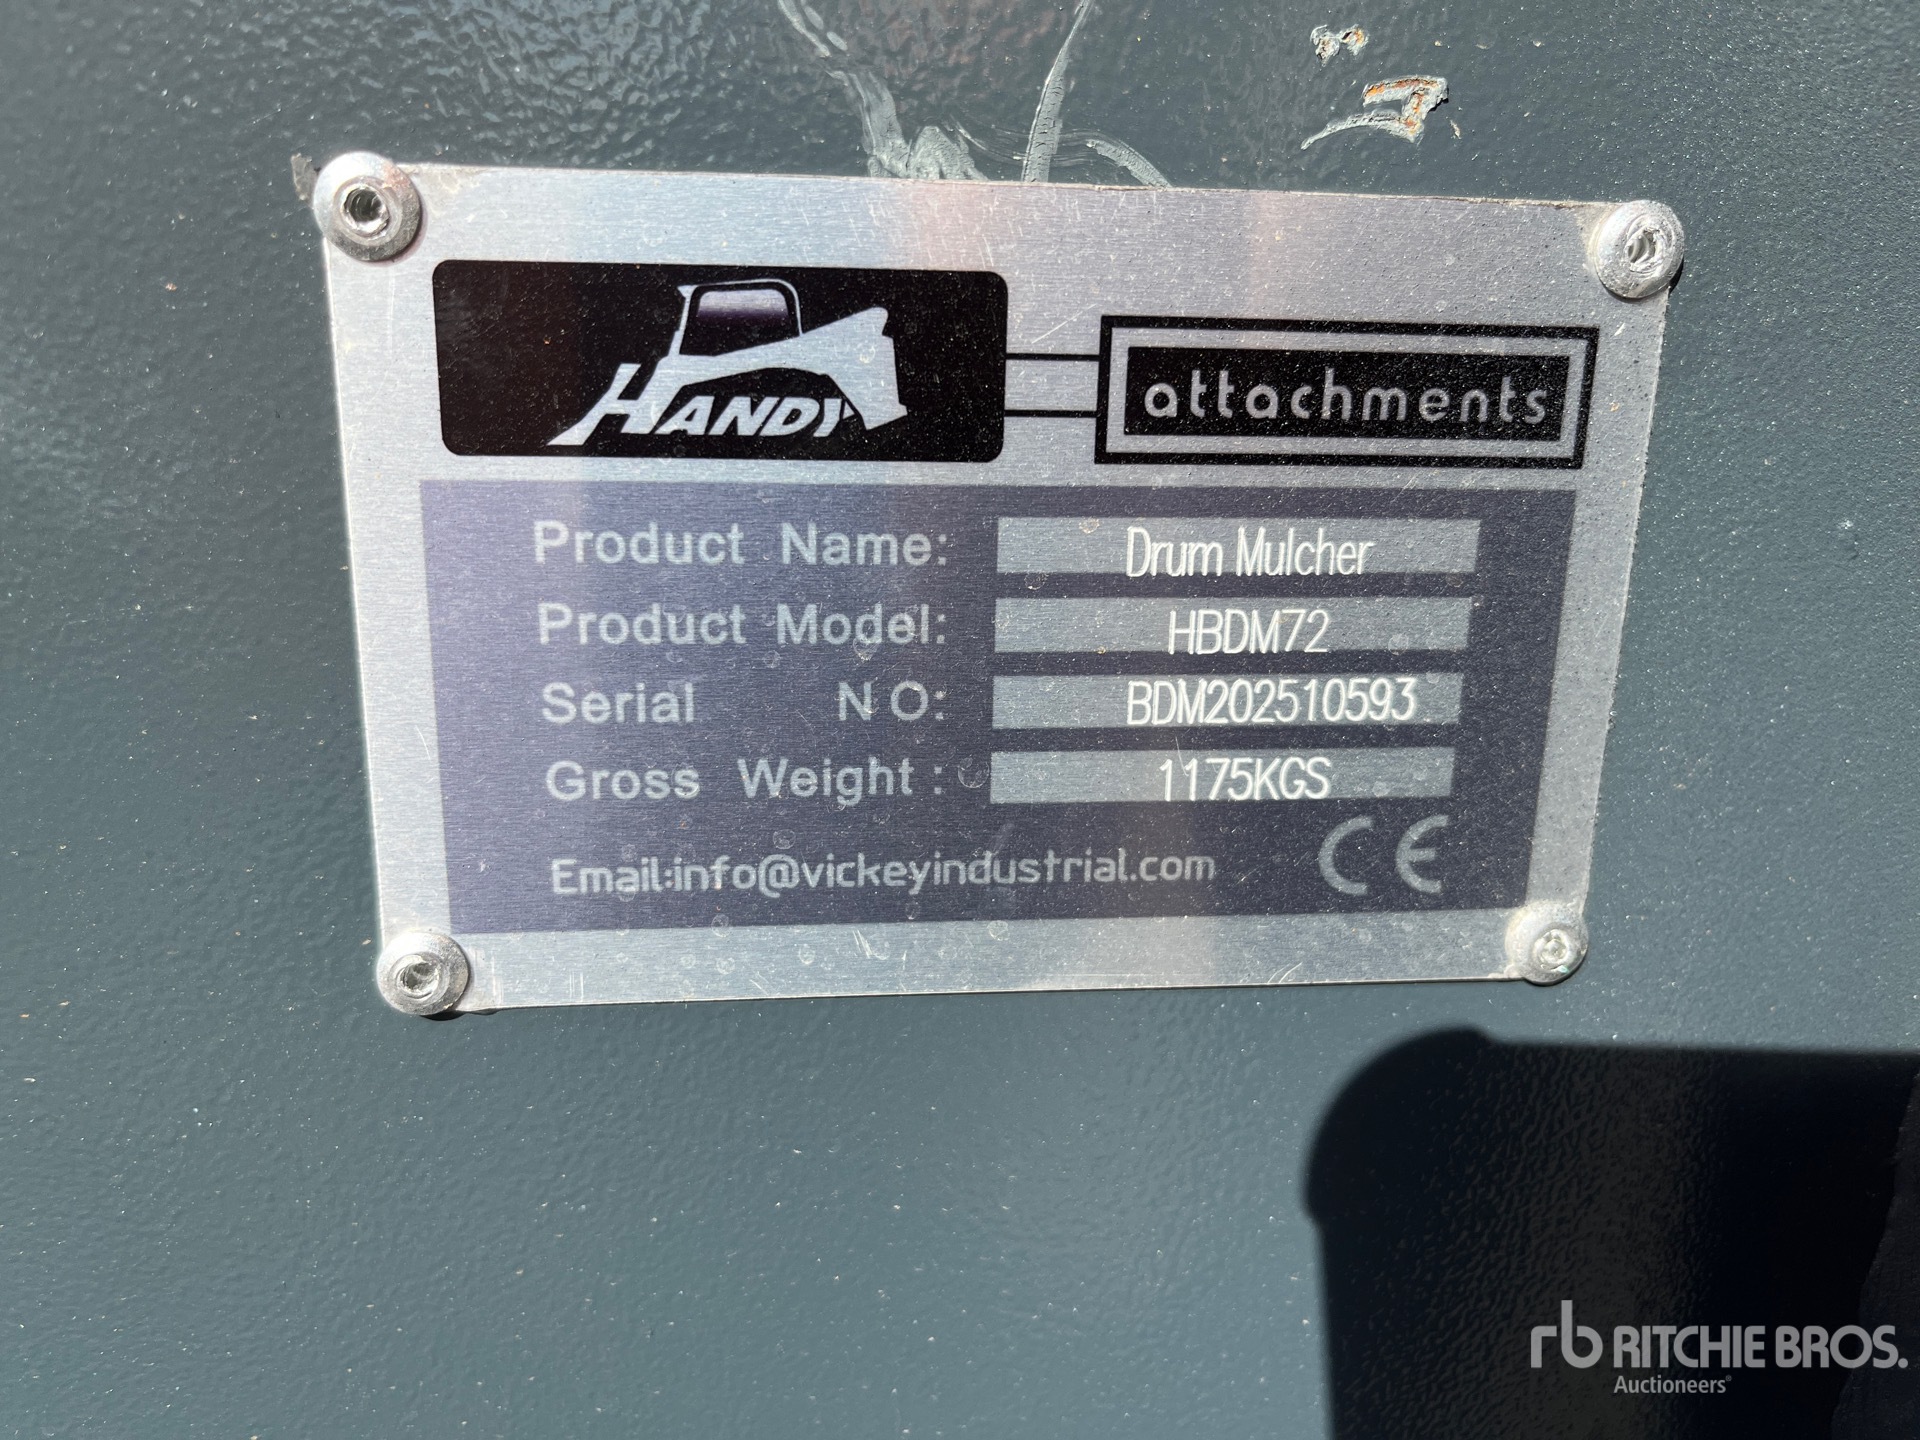 HANDY
attachments
Product Name: Drum Mulcher
Product Model: HBDM72
Serial NO: BDM202510593
Gross Weight: 1175KGS
Email:info@vickeyindustrial.com CE
rb RITCHIE BROS.
Auctioneers®